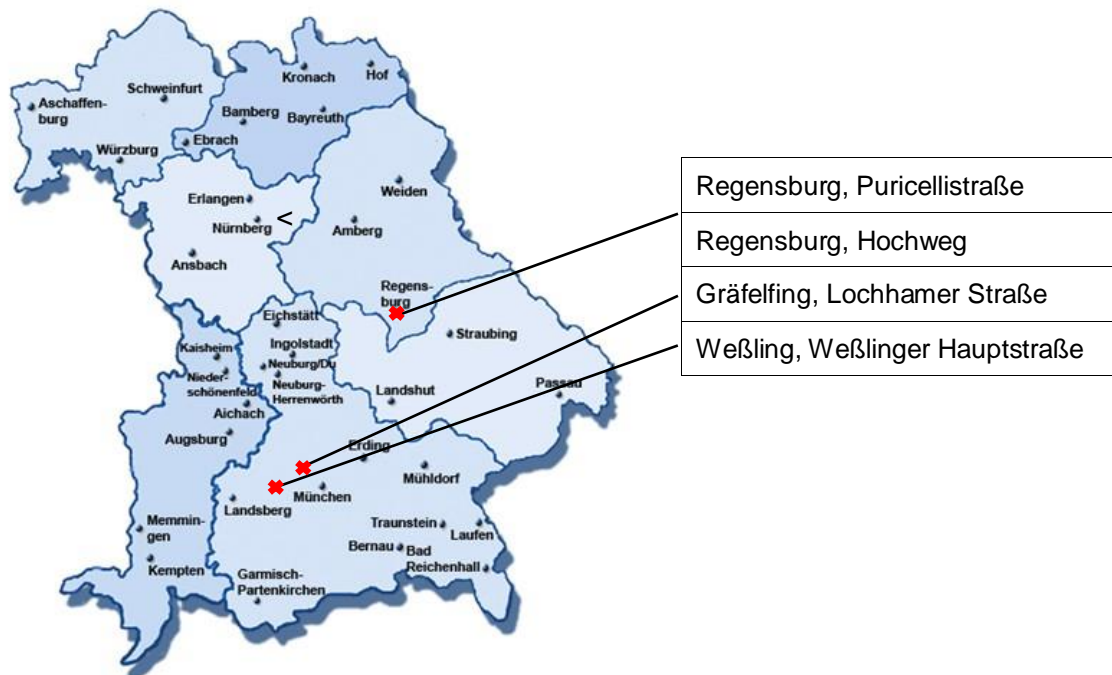 Kronach
Hof
Schweinfurt
Aschaffen-
burg
Bamberg
Bayreuth
Ebrach
Würzburg
Weiden
Erlangen
Nürnberg
<
Amberg
Ansbach
Regens-
burg
Eichstätt
Straubing
Ingolstadt
Kaisheim
Neuburg/Du
Nieder-
schönenfeld
Neuburg-
Herrenwörth
Landshut
Passau
Aichach
Augsburg
Erding
Mühldorf
München
Landsberg
Memmin-
gen
Traunstein
Laufen
Bernau
Bad
Reichenhall
Kempten
Garmisch-
Partenkirchen
Regensburg, Puricellistraße
Regensburg, Hochweg
Gräfelfing, Lochhamer Straße
Weßling, Weßlinger Hauptstraße